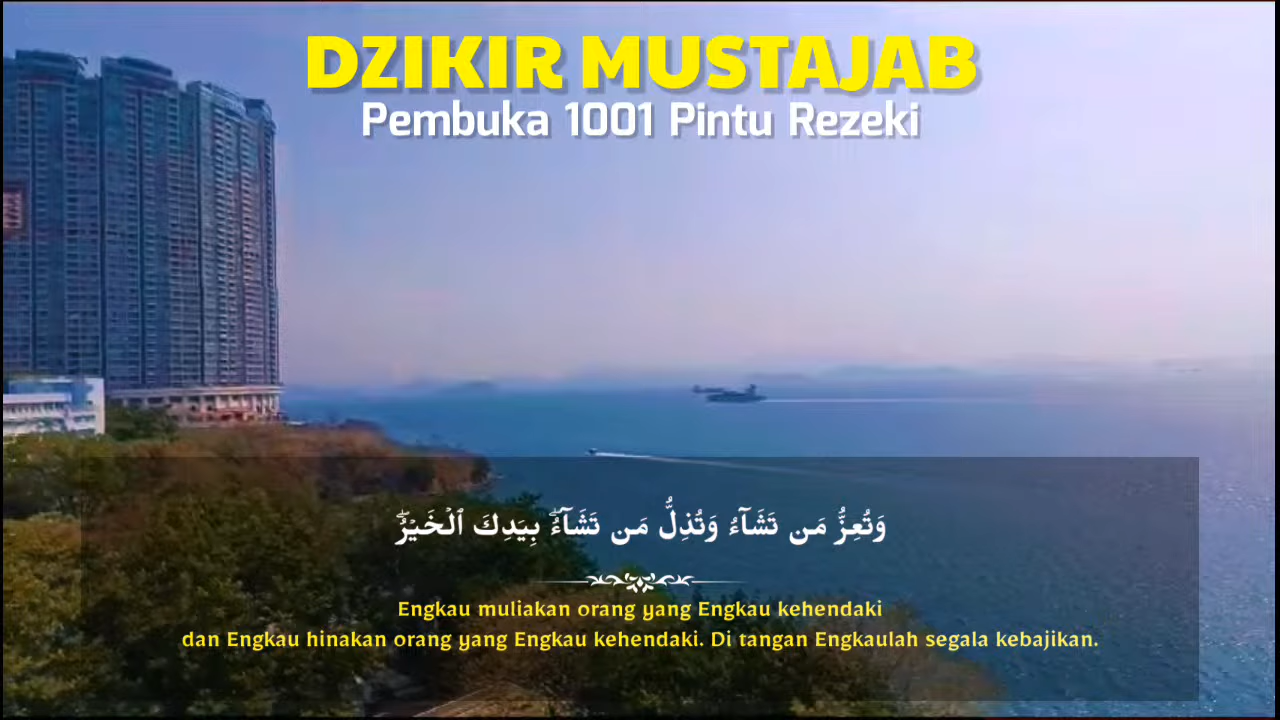 DZIKIR MUSTAJAB
Pembuka 1001 Pintu Rezeki
وَتُعِزُّ مَن تَشَآءُ وَتُذِلُّ مَن تَشَآءُۖ بِيَدِكَ ٱلْخَيْرُۖ
Engkau muliakan orang yang Engkau kehendaki
dan Engkau hinakan orang yang Engkau kehendaki. Di tangan Engkaulah segala kebajikan.